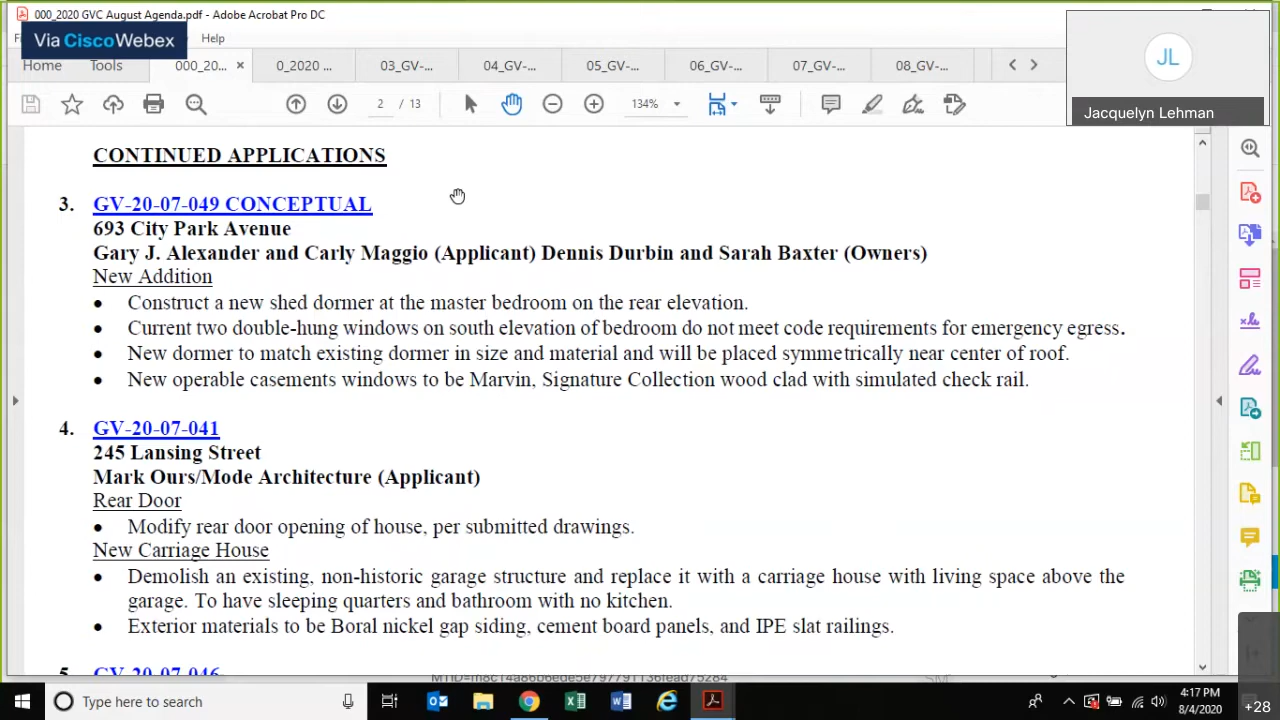 000_2020 GVC August Agenda.pdf - Adobe Acrobat Pro DC
Via Cisco Webex
Help
JL
Jacquelyn Lehman
Home
Tools
000_20...
0_2020 ...
03_GV-...
04_GV-...
05_GV-...
06_GV-...
07_GV-...
08_GV-...
2 / 13
134%
CONTINUED APPLICATIONS
3. GV-20-07-049 CONCEPTUAL
693 City Park Avenue
Gary J. Alexander and Carly Maggio (Applicant) Dennis Durbin and Sarah Baxter (Owners)
New Addition
• Construct a new shed dormer at the master bedroom on the rear elevation.
• Current two double-hung windows on south elevation of bedroom do not meet code requirements for emergency egress.
• New dormer to match existing dormer in size and material and will be placed symmetrically near center of roof.
• New operable casements windows to be Marvin, Signature Collection wood clad with simulated check rail.
4. GV-20-07-041
245 Lansing Street
Mark Ours/Mode Architecture (Applicant)
Rear Door
• Modify rear door opening of house, per submitted drawings.
New Carriage House
• Demolish an existing, non-historic garage structure and replace it with a carriage house with living space above the
garage. To have sleeping quarters and bathroom with no kitchen.
• Exterior materials to be Boral nickel gap siding, cement board panels, and IPE slat railings.
5. GV-20-07-046
Type here to search
4:17 PM
8/4/2020
+28